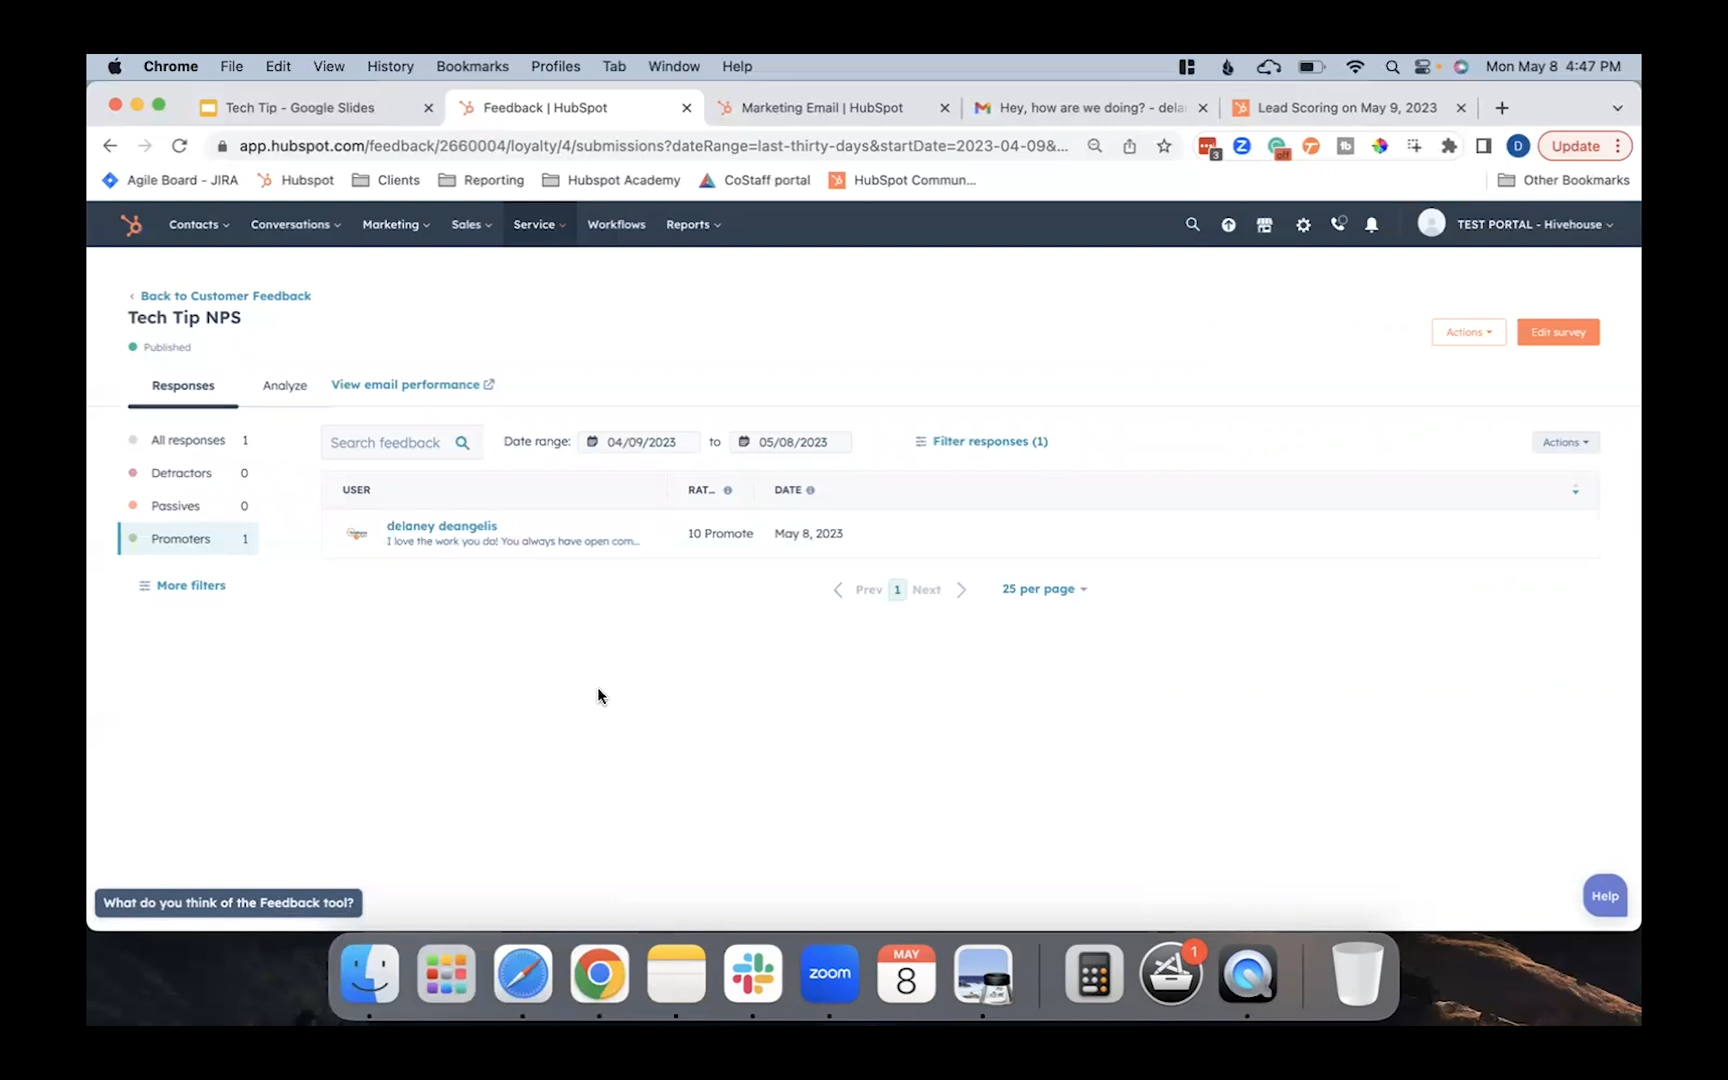 Chrome File Edit View History Bookmarks Profiles Tab Window Help Mon May 8 4:47 PM
Tech Tip - Google Slides Feedback | HubSpot Marketing Email | HubSpot Hey, how are we doing? - dela Lead Scoring on May 9, 2023
app.hubspot.com/feedback/2660004/loyalty/4/submissions?dateRange=last-thirty-days&startDate=2023-04-09&... 3 off D Update
Agile Board - JIRA Hubspot Clients Reporting Hubspot Academy CoStaff portal HubSpot Commun... Other Bookmarks
Contacts Conversations Marketing Sales Service Workflows Reports TEST PORTAL - Hivehouse
Back to Customer Feedback
Tech Tip NPS
Published
Actions Edit survey
Responses Analyze View email performance
All responses 1
Detractors 0
Passives 0
Promoters 1
More filters
Search feedback Date range: 04/09/2023 to 05/08/2023 Filter responses (1) Actions
USER RAT... DATE
delaney deangelis
I love the work you do! You always have open com...
10 Promote May 8, 2023
Prev 1 Next 25 per page
What do you think of the Feedback tool?
Help
zoom
MAY
8
1